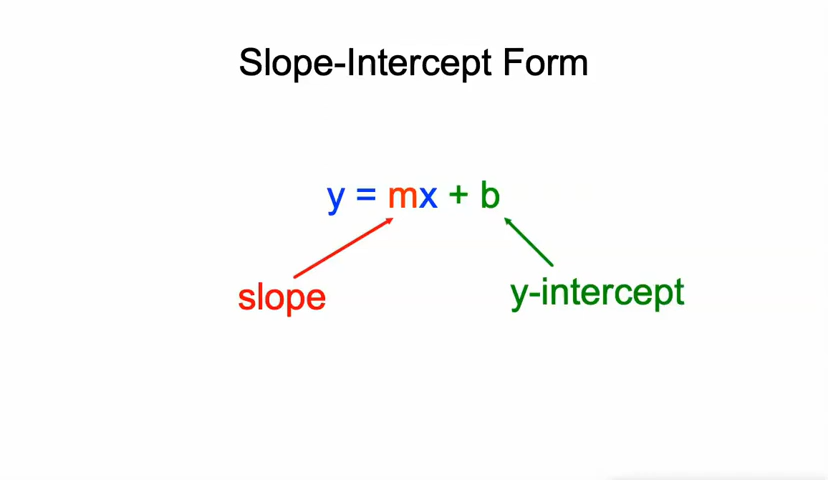 Slope-Intercept Form
y = mx + b
slope
y-intercept